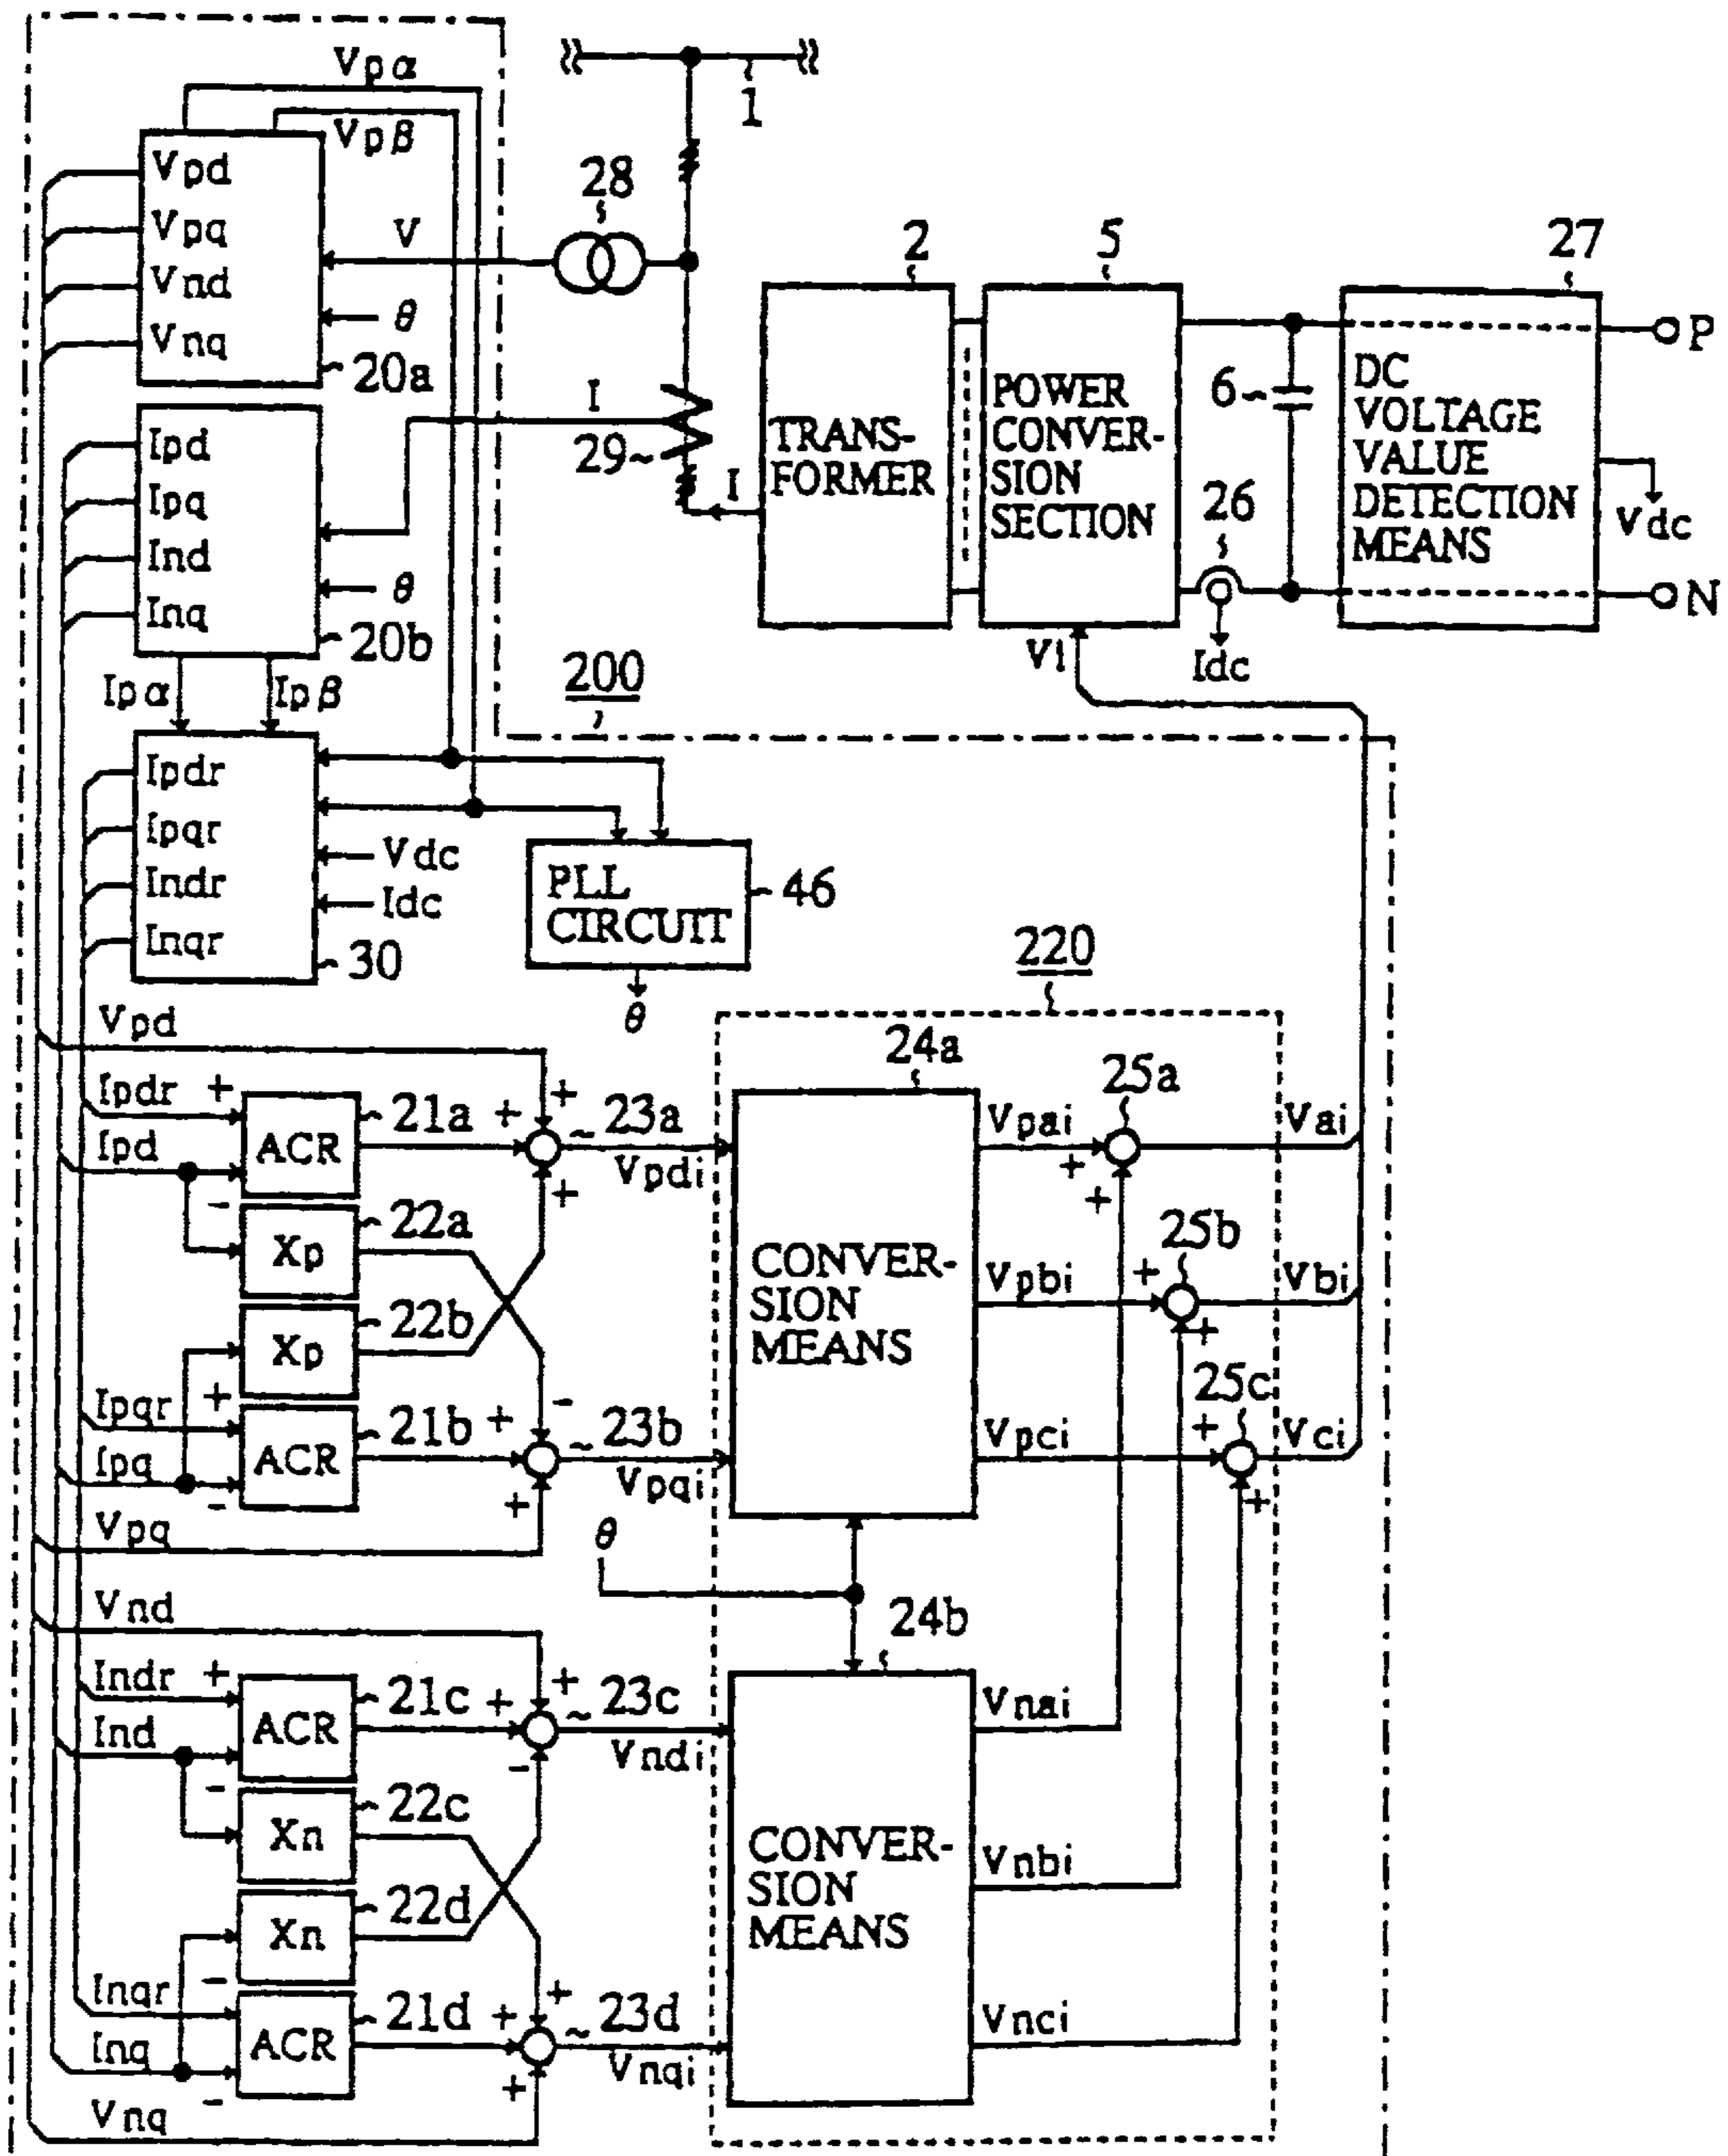 Vpα
Vpβ
1
Vpd
Vpq
Vnd
Vnq
V
θ
20a
28
2
5
27
TRANS-
FORMER
POWER
CONVER-
SION
SECTION
6
DC
VOLTAGE
VALUE
DETECTION
MEANS
P
Vdc
N
26
Idc
I
29
I
Ipd
Ipq
Ind
Inq
θ
20b
Ipα
Ipβ
200
Vi
Ipdr
Ipqr
Indr
Inqr
Vdc
Idc
30
PLL
CIRCUIT
46
θ
220
Vpd
Ipdr
+
ACR
21a
+
+
23a
Vpdi
Ipd
-
+
Xp
22a
Xp
22b
Ipqr
+
ACR
21b
+
-
23b
Vpqi
Ipq
-
+
Vpq
θ
24a
CONVER-
SION
MEANS
Vpai
+
+
25a
Vai
Vpbi
+
+
25b
Vbi
Vpci
+
+
25c
Vci
Vnd
Indr
+
ACR
21c
+
+
23c
Vndi
Ind
-
-
Xn
22c
Xn
22d
Inqr
-
ACR
21d
+
+
23d
Vnqi
Inq
-
+
Vnq
24b
CONVER-
SION
MEANS
Vnai
Vnbi
Vnci